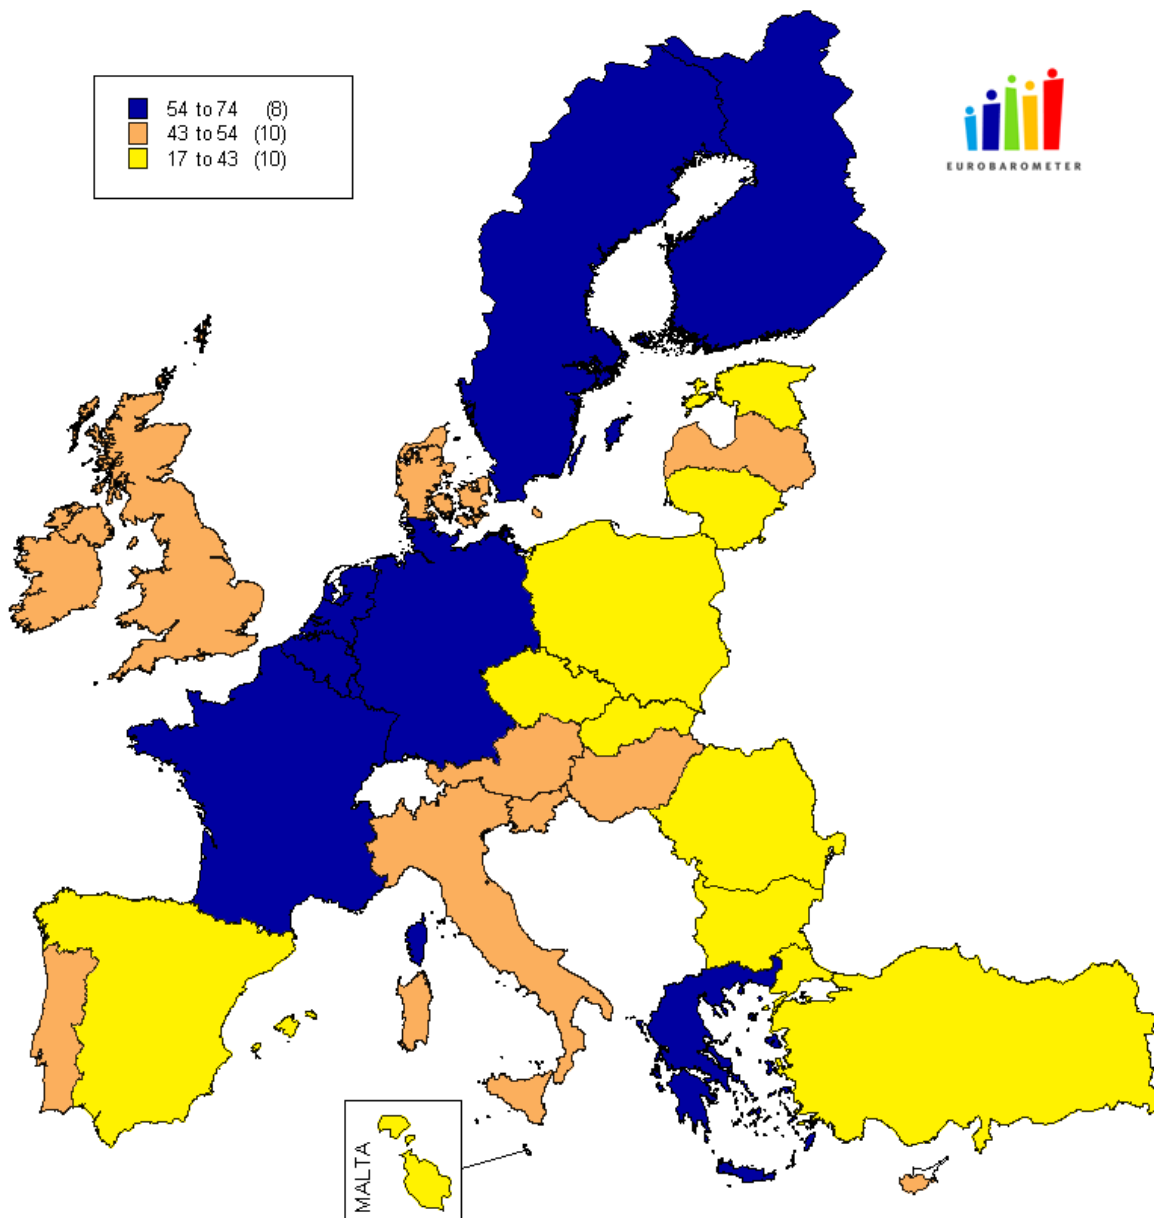 54 to 74 (8)
43 to 54 (10)
17 to 43 (10)
EUROBAROMETER
MALTA